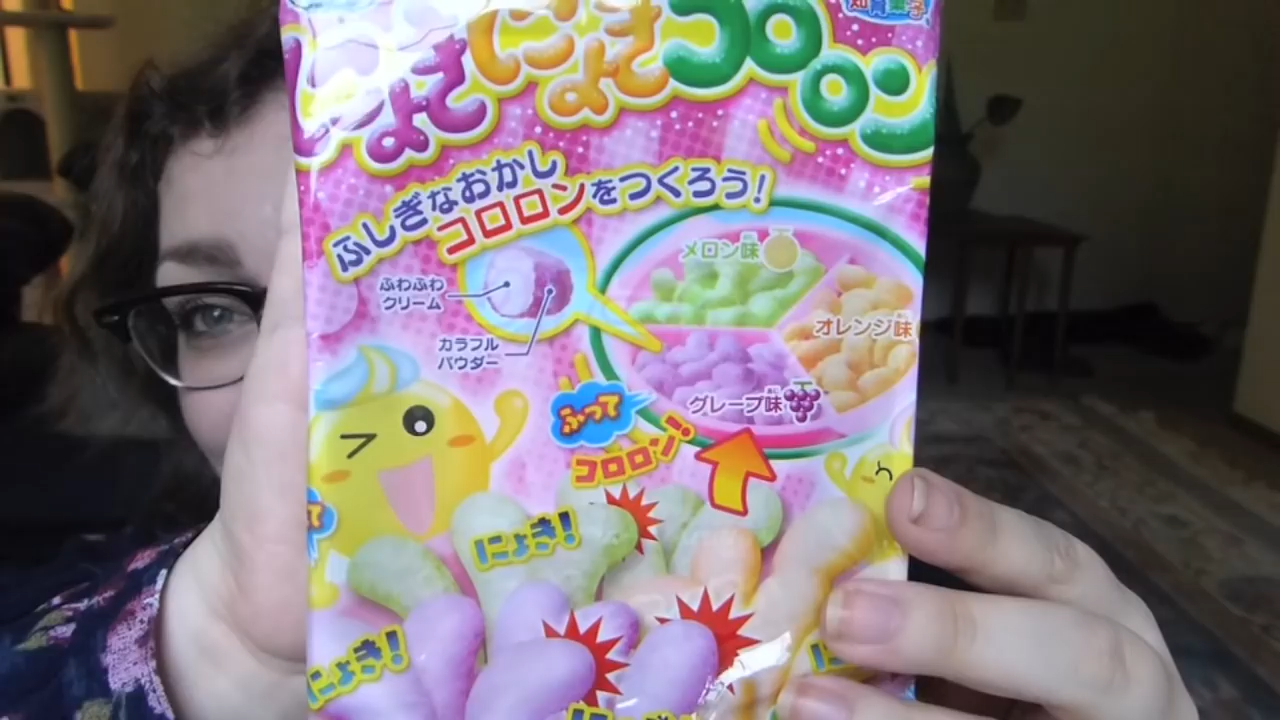 にょきにょきコロロン
知育菓子
ふしぎなおかし
コロロンをつくろう!
メロン味
ふわふわ
クリーム
オレンジ味
カラフル
パウダー
グレープ味
ふって
コロロン!
にょき!
にょき!